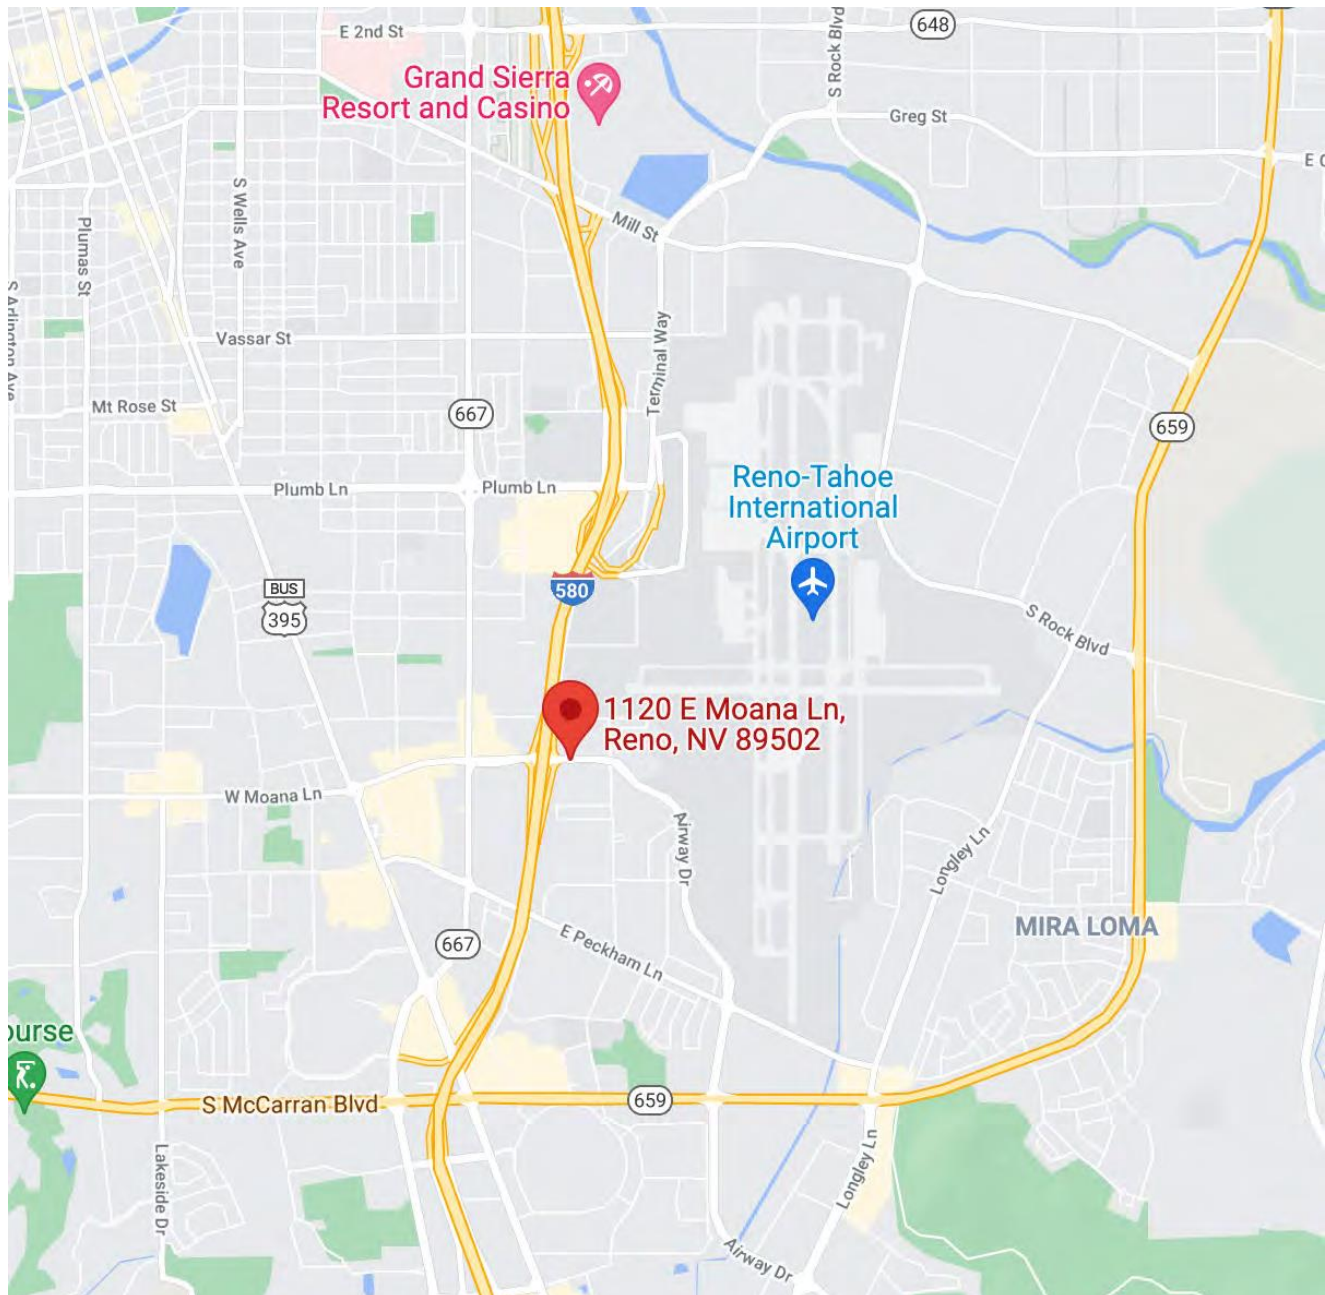 E 2nd St
648
S Rock Blvd
Grand Sierra
Resort and Casino
Greg St
S Wells Ave
Plumas St
Mill St
S Arlington Ave
Vassar St
Terminal Way
Mt Rose St
667
659
Reno-Tahoe
International
Airport
Plumb Ln
Plumb Ln
580
BUS
395
S Rock Blvd
1120 E Moana Ln,
Reno, NV 89502
W Moana Ln
Airway Dr
Longley Ln
MIRA LOMA
667
E Peckham Ln
ourse
S McCarran Blvd
659
Lakeside Dr
Longley Ln
Airway Dr